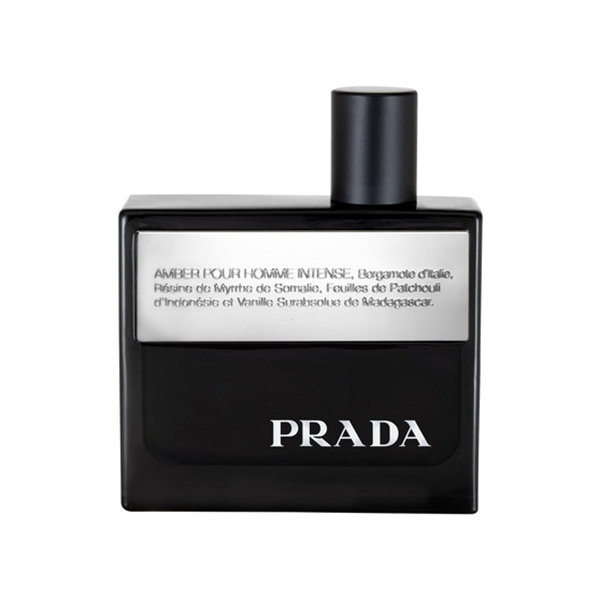 AMBER POUR HOMME INTENSE, Bergamote d'Italie,
Résine de Myrrhe de Somalie, Feuilles de Patchouli
d'Indonésie et Vanille Surabsolue de Madagascar.
PRADA